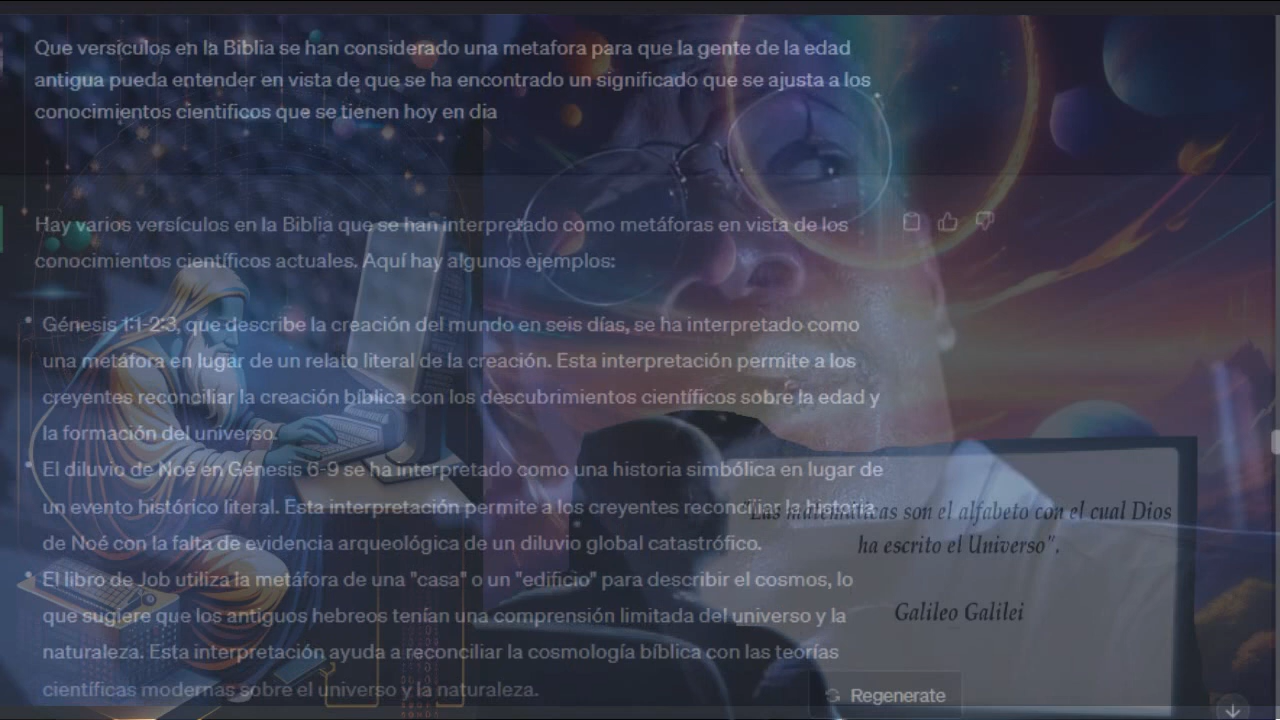 Que versiculos en la Biblia se han considerado una metafora para que la gente de la edad
antigua pueda entender en vista de que se ha encontrado un significado que se ajusta a los
conocimientos cientificos que se tienen hoy en dia
Hay varios versículos en la Biblia que se han interpretado como metáforas en vista de los
conocimientos científicos actuales. Aquí hay algunos ejemplos:
Génesis 1:1-2:3, que describe la creación del mundo en seis días, se ha interpretado como
una metáfora en lugar de un relato literal de la creación. Esta interpretación permite a los
creyentes reconciliar la creación bíblica con los descubrimientos científicos sobre la edad y
la formación del universo.
El diluvio de Noé en Génesis 6-9 se ha interpretado como una historia simbólica en lugar de
un evento histórico literal. Esta interpretación permite a los creyentes reconciliar la historia
de Noé con la falta de evidencia arqueológica de un diluvio global catastrófico.
El libro de Job utiliza la metáfora de una "casa" o un "edificio" para describir el cosmos, lo
que sugiere que los antiguos hebreos tenían una comprensión limitada del universo y la
naturaleza. Esta interpretación ayuda a reconciliar la cosmología bíblica con las teorías
científicas modernas sobre el universo y la naturaleza.
"Las matemáticas son el alfabeto con el cual Dios
ha escrito el Universo".
Galileo Galilei
Regenerate